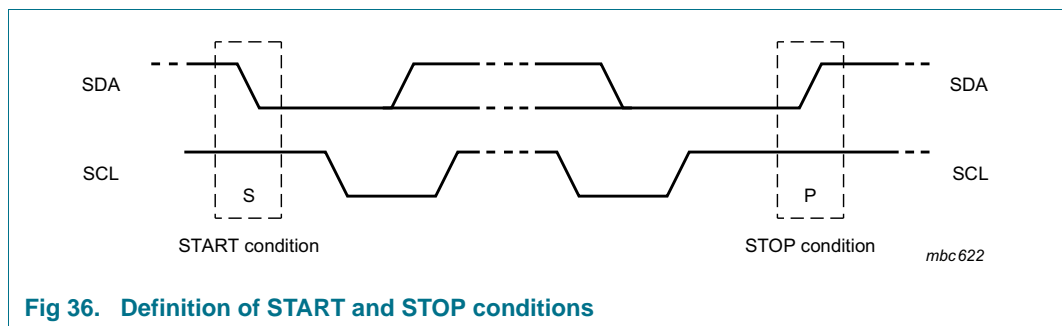 SDA
SDA
SCL
SCL
S
P
START condition
STOP condition
mbc622
Fig 36. Definition of START and STOP conditions